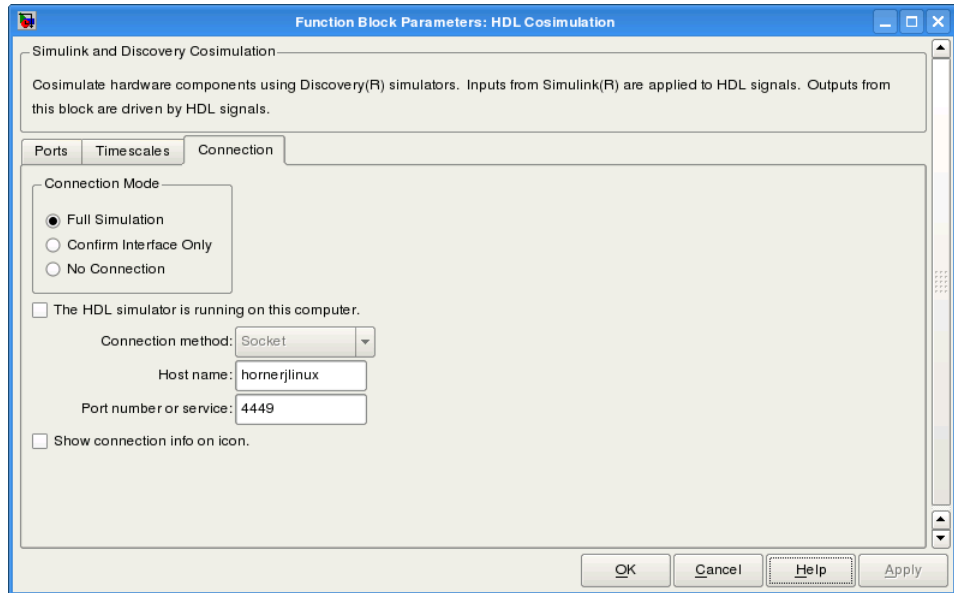 Function Block Parameters: HDL Cosimulation
Simulink and Discovery Cosimulation
Cosimulate hardware components using Discovery(R) simulators. Inputs from Simulink(R) are applied to HDL signals. Outputs from
this block are driven by HDL signals.
Ports Timescales Connection
Connection Mode
Full Simulation
Confirm Interface Only
No Connection
The HDL simulator is running on this computer.
Connection method: Socket
Host name: hornerjlinux
Port number or service: 4449
Show connection info on icon.
OK Cancel Help Apply